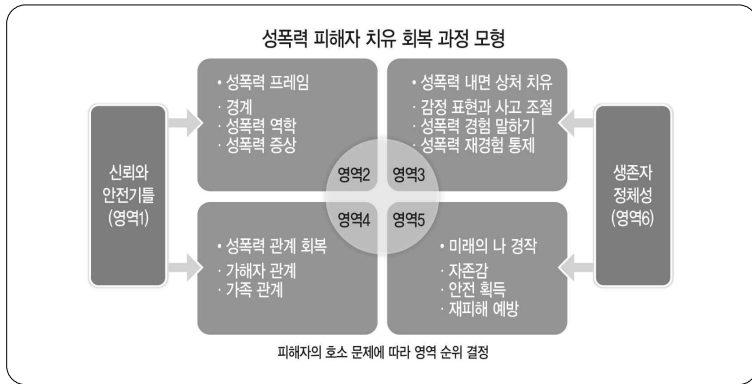 성폭력 피해자 치유 회복 과정 모형
신뢰와
안전기틀
(영역1)
• 성폭력 프레임
· 경계
· 성폭력 역학
· 성폭력 증상
영역2
• 성폭력 내면 상처 치유
· 감정 표현과 사고 조절
· 성폭력 경험 말하기
· 성폭력 재경험 통제
영역3
영역4
• 성폭력 관계 회복
· 가해자 관계
· 가족 관계
영역5
• 미래의 나 경작
· 자존감
· 안전 획득
· 재피해 예방
생존자
정체성
(영역6)
피해자의 호소 문제에 따라 영역 순위 결정